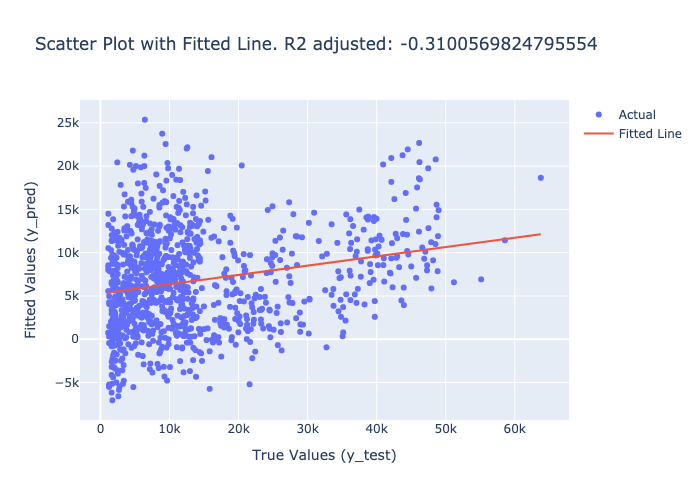 Scatter Plot with Fitted Line. R2 adjusted: -0.3100569824795554
Actual
Fitted Line
25k
20k
15k
10k
5k
0
−5k
Fitted Values (y_pred)
0
10k
20k
30k
40k
50k
60k
True Values (y_test)